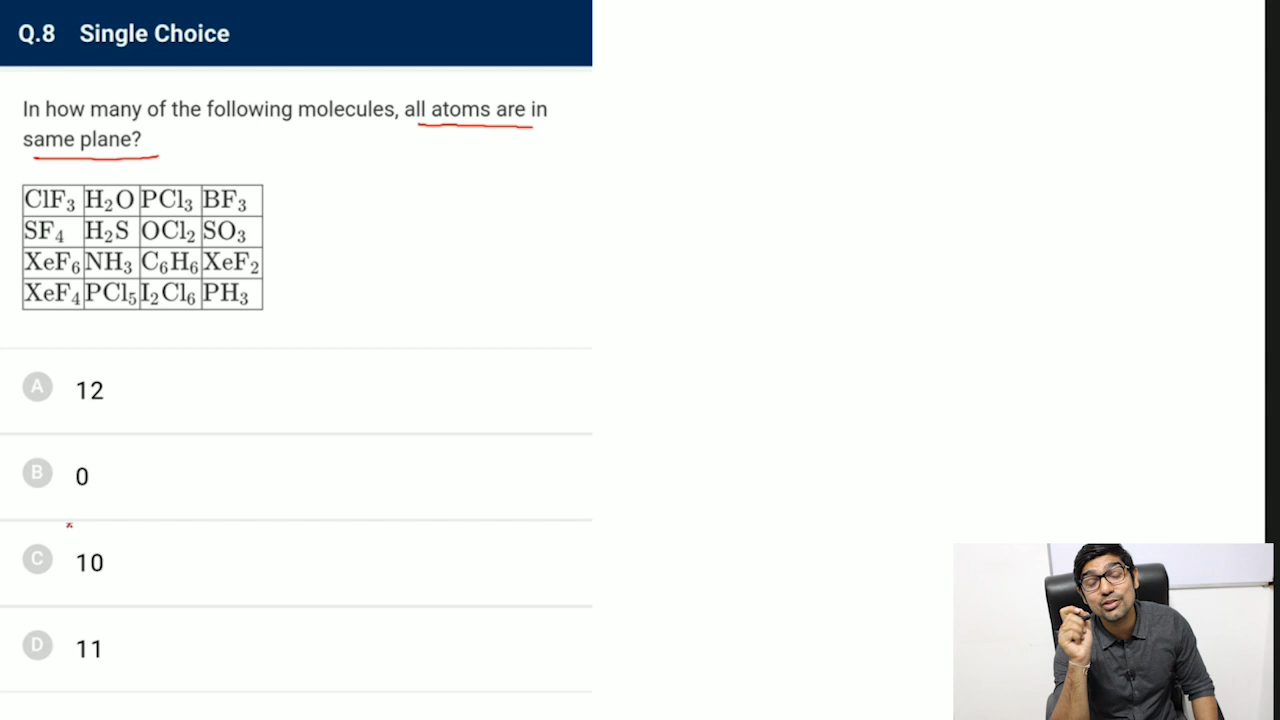 Q.8 Single Choice
In how many of the following molecules, all atoms are in
same plane?
ClF₃ H₂O PCl₃ BF₃
SF₄ H₂S OCl₂ SO₃
XeF₆ NH₃ C₆H₆ XeF₂
XeF₄ PCl₅ I₂Cl₆ PH₃
A 12
B 0
C 10
D 11